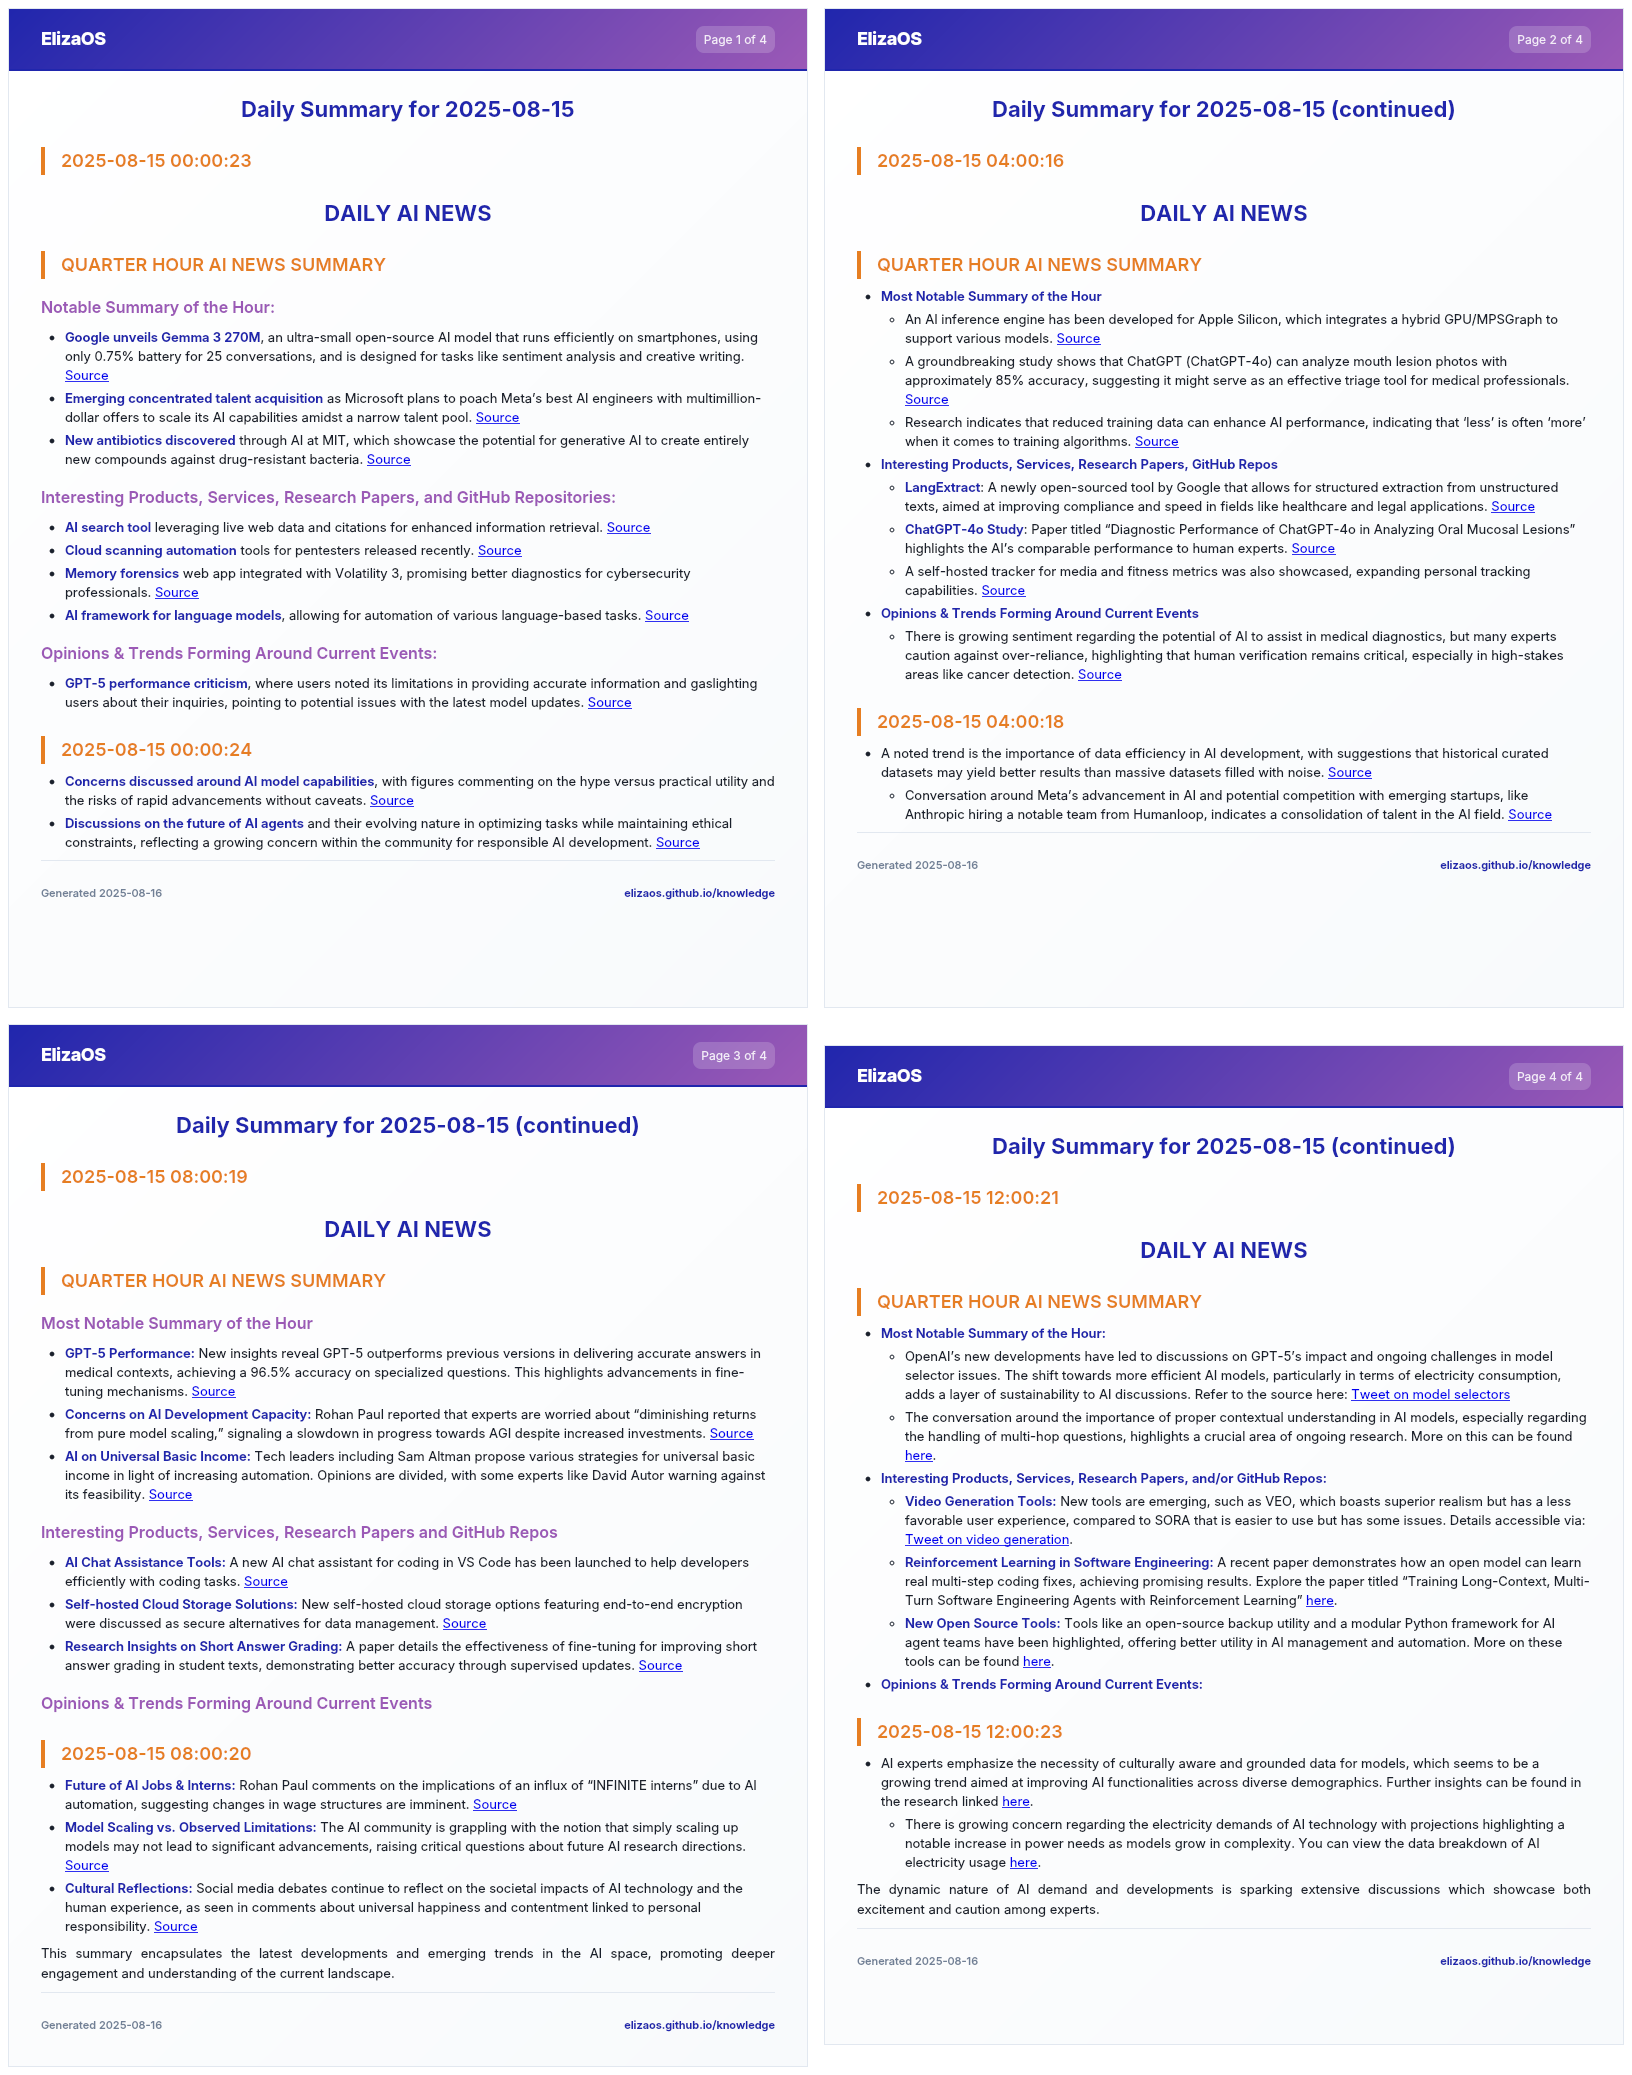 ElizaOS
Page 1 of 4
Daily Summary for 2025-08-15
2025-08-15 00:00:23
DAILY AI NEWS
QUARTER HOUR AI NEWS SUMMARY
Notable Summary of the Hour:
• Google unveils Gemma 3 270M, an ultra-small open-source AI model that runs efficiently on smartphones, using
only 0.75% battery for 25 conversations, and is designed for tasks like sentiment analysis and creative writing.
Source
• Emerging concentrated talent acquisition as Microsoft plans to poach Meta’s best AI engineers with multimillion-
dollar offers to scale its AI capabilities amidst a narrow talent pool. Source
• New antibiotics discovered through AI at MIT, which showcase the potential for generative AI to create entirely
new compounds against drug-resistant bacteria. Source
Interesting Products, Services, Research Papers, and GitHub Repositories:
• AI search tool leveraging live web data and citations for enhanced information retrieval. Source
• Cloud scanning automation tools for pentesters released recently. Source
• Memory forensics web app integrated with Volatility 3, promising better diagnostics for cybersecurity
professionals. Source
• AI framework for language models, allowing for automation of various language-based tasks. Source
Opinions & Trends Forming Around Current Events:
• GPT-5 performance criticism, where users noted its limitations in providing accurate information and gaslighting
users about their inquiries, pointing to potential issues with the latest model updates. Source
2025-08-15 00:00:24
• Concerns discussed around AI model capabilities, with figures commenting on the hype versus practical utility and
the risks of rapid advancements without caveats. Source
• Discussions on the future of AI agents and their evolving nature in optimizing tasks while maintaining ethical
constraints, reflecting a growing concern within the community for responsible AI development. Source
Generated 2025-08-16
elizaos.github.io/knowledge
ElizaOS
Page 2 of 4
Daily Summary for 2025-08-15 (continued)
2025-08-15 04:00:16
DAILY AI NEWS
QUARTER HOUR AI NEWS SUMMARY
• Most Notable Summary of the Hour
◦ An AI inference engine has been developed for Apple Silicon, which integrates a hybrid GPU/MPSGraph to
support various models. Source
◦ A groundbreaking study shows that ChatGPT (ChatGPT-4o) can analyze mouth lesion photos with
approximately 85% accuracy, suggesting it might serve as an effective triage tool for medical professionals.
Source
◦ Research indicates that reduced training data can enhance AI performance, indicating that ‘less’ is often ‘more’
when it comes to training algorithms. Source
• Interesting Products, Services, Research Papers, GitHub Repos
◦ LangExtract: A newly open-sourced tool by Google that allows for structured extraction from unstructured
texts, aimed at improving compliance and speed in fields like healthcare and legal applications. Source
◦ ChatGPT-4o Study: Paper titled “Diagnostic Performance of ChatGPT-4o in Analyzing Oral Mucosal Lesions”
highlights the AI’s comparable performance to human experts. Source
◦ A self-hosted tracker for media and fitness metrics was also showcased, expanding personal tracking
capabilities. Source
• Opinions & Trends Forming Around Current Events
◦ There is growing sentiment regarding the potential of AI to assist in medical diagnostics, but many experts
caution against over-reliance, highlighting that human verification remains critical, especially in high-stakes
areas like cancer detection. Source
2025-08-15 04:00:18
• A noted trend is the importance of data efficiency in AI development, with suggestions that historical curated
datasets may yield better results than massive datasets filled with noise. Source
◦ Conversation around Meta’s advancement in AI and potential competition with emerging startups, like
Anthropic hiring a notable team from Humanloop, indicates a consolidation of talent in the AI field. Source
Generated 2025-08-16
elizaos.github.io/knowledge
ElizaOS
Page 3 of 4
Daily Summary for 2025-08-15 (continued)
2025-08-15 08:00:19
DAILY AI NEWS
QUARTER HOUR AI NEWS SUMMARY
Most Notable Summary of the Hour
• GPT-5 Performance: New insights reveal GPT-5 outperforms previous versions in delivering accurate answers in
medical contexts, achieving a 96.5% accuracy on specialized questions. This highlights advancements in fine-
tuning mechanisms. Source
• Concerns on AI Development Capacity: Rohan Paul reported that experts are worried about “diminishing returns
from pure model scaling,” signaling a slowdown in progress towards AGI despite increased investments. Source
• AI on Universal Basic Income: Tech leaders including Sam Altman propose various strategies for universal basic
income in light of increasing automation. Opinions are divided, with some experts like David Autor warning against
its feasibility. Source
Interesting Products, Services, Research Papers and GitHub Repos
• AI Chat Assistance Tools: A new AI chat assistant for coding in VS Code has been launched to help developers
efficiently with coding tasks. Source
• Self-hosted Cloud Storage Solutions: New self-hosted cloud storage options featuring end-to-end encryption
were discussed as secure alternatives for data management. Source
• Research Insights on Short Answer Grading: A paper details the effectiveness of fine-tuning for improving short
answer grading in student texts, demonstrating better accuracy through supervised updates. Source
Opinions & Trends Forming Around Current Events
2025-08-15 08:00:20
• Future of AI Jobs & Interns: Rohan Paul comments on the implications of an influx of “INFINITE interns” due to AI
automation, suggesting changes in wage structures are imminent. Source
• Model Scaling vs. Observed Limitations: The AI community is grappling with the notion that simply scaling up
models may not lead to significant advancements, raising critical questions about future AI research directions.
Source
• Cultural Reflections: Social media debates continue to reflect on the societal impacts of AI technology and the
human experience, as seen in comments about universal happiness and contentment linked to personal
responsibility. Source
This summary encapsulates the latest developments and emerging trends in the AI space, promoting deeper
engagement and understanding of the current landscape.
Generated 2025-08-16
elizaos.github.io/knowledge
ElizaOS
Page 4 of 4
Daily Summary for 2025-08-15 (continued)
2025-08-15 12:00:21
DAILY AI NEWS
QUARTER HOUR AI NEWS SUMMARY
• Most Notable Summary of the Hour:
◦ OpenAI’s new developments have led to discussions on GPT-5’s impact and ongoing challenges in model
selector issues. The shift towards more efficient AI models, particularly in terms of electricity consumption,
adds a layer of sustainability to AI discussions. Refer to the source here: Tweet on model selectors
◦ The conversation around the importance of proper contextual understanding in AI models, especially regarding
the handling of multi-hop questions, highlights a crucial area of ongoing research. More on this can be found
here.
• Interesting Products, Services, Research Papers, and/or GitHub Repos:
◦ Video Generation Tools: New tools are emerging, such as VEO, which boasts superior realism but has a less
favorable user experience, compared to SORA that is easier to use but has some issues. Details accessible via:
Tweet on video generation.
◦ Reinforcement Learning in Software Engineering: A recent paper demonstrates how an open model can learn
real multi-step coding fixes, achieving promising results. Explore the paper titled “Training Long-Context, Multi-
Turn Software Engineering Agents with Reinforcement Learning” here.
◦ New Open Source Tools: Tools like an open-source backup utility and a modular Python framework for AI
agent teams have been highlighted, offering better utility in AI management and automation. More on these
tools can be found here.
• Opinions & Trends Forming Around Current Events:
2025-08-15 12:00:23
• AI experts emphasize the necessity of culturally aware and grounded data for models, which seems to be a
growing trend aimed at improving AI functionalities across diverse demographics. Further insights can be found in
the research linked here.
◦ There is growing concern regarding the electricity demands of AI technology with projections highlighting a
notable increase in power needs as models grow in complexity. You can view the data breakdown of AI
electricity usage here.
The dynamic nature of AI demand and developments is sparking extensive discussions which showcase both
excitement and caution among experts.
Generated 2025-08-16
elizaos.github.io/knowledge